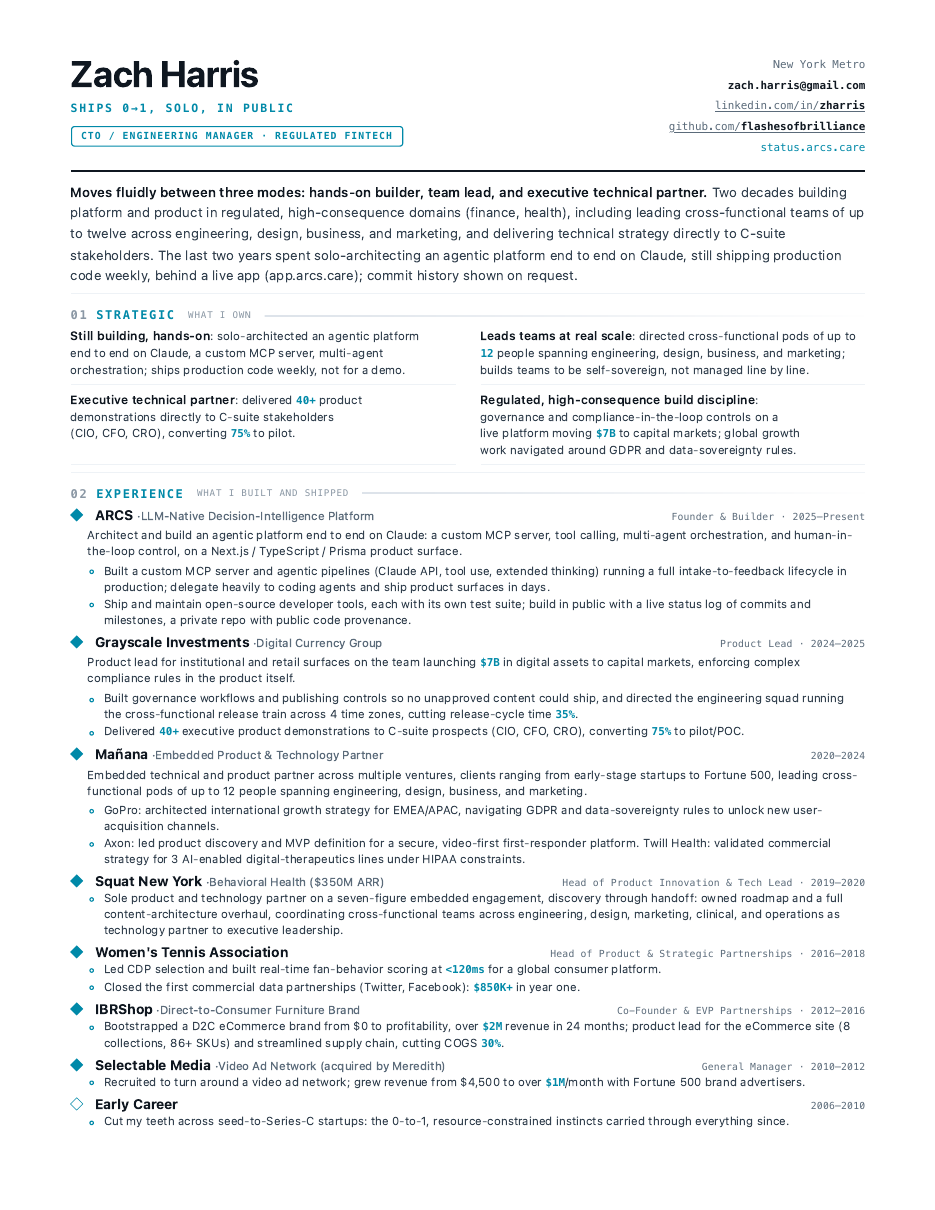 Zach Harris
SHIPS 0→1, SOLO, IN PUBLIC
CTO / ENGINEERING MANAGER · REGULATED FINTECH
New York Metro
zach.harris@gmail.com
linkedin.com/in/zharris
github.com/flashesofbrilliance
status.arcs.care
Moves fluidly between three modes: hands-on builder, team lead, and executive technical partner. Two decades building
platform and product in regulated, high-consequence domains (finance, health), including leading cross-functional teams of up
to twelve across engineering, design, business, and marketing, and delivering technical strategy directly to C-suite
stakeholders. The last two years spent solo-architecting an agentic platform end to end on Claude, still shipping production
code weekly, behind a live app (app.arcs.care); commit history shown on request.
01 STRATEGIC WHAT I OWN
Still building, hands-on: solo-architected an agentic platform
end to end on Claude, a custom MCP server, multi-agent
orchestration; ships production code weekly, not for a demo.
Leads teams at real scale: directed cross-functional pods of up to
12 people spanning engineering, design, business, and marketing;
builds teams to be self-sovereign, not managed line by line.
Executive technical partner: delivered 40+ product
demonstrations directly to C-suite stakeholders
(CIO, CFO, CRO), converting 75% to pilot.
Regulated, high-consequence build discipline:
governance and compliance-in-the-loop controls on a
live platform moving $7B to capital markets; global growth
work navigated around GDPR and data-sovereignty rules.
02 EXPERIENCE WHAT I BUILT AND SHIPPED
ARCS ·LLM-Native Decision-Intelligence Platform Founder & Builder · 2025–Present
Architect and build an agentic platform end to end on Claude: a custom MCP server, tool calling, multi-agent orchestration, and human-in-
the-loop control, on a Next.js / TypeScript / Prisma product surface.
Built a custom MCP server and agentic pipelines (Claude API, tool use, extended thinking) running a full intake-to-feedback lifecycle in
production; delegate heavily to coding agents and ship product surfaces in days.
Ship and maintain open-source developer tools, each with its own test suite; build in public with a live status log of commits and
milestones, a private repo with public code provenance.
Grayscale Investments ·Digital Currency Group Product Lead · 2024–2025
Product lead for institutional and retail surfaces on the team launching $7B in digital assets to capital markets, enforcing complex
compliance rules in the product itself.
Built governance workflows and publishing controls so no unapproved content could ship, and directed the engineering squad running
the cross-functional release train across 4 time zones, cutting release-cycle time 35%.
Delivered 40+ executive product demonstrations to C-suite prospects (CIO, CFO, CRO), converting 75% to pilot/POC.
Mañana ·Embedded Product & Technology Partner 2020–2024
Embedded technical and product partner across multiple ventures, clients ranging from early-stage startups to Fortune 500, leading cross-
functional pods of up to 12 people spanning engineering, design, business, and marketing.
GoPro: architected international growth strategy for EMEA/APAC, navigating GDPR and data-sovereignty rules to unlock new user-
acquisition channels.
Axon: led product discovery and MVP definition for a secure, video-first first-responder platform. Twill Health: validated commercial
strategy for 3 AI-enabled digital-therapeutics lines under HIPAA constraints.
Squat New York ·Behavioral Health ($350M ARR) Head of Product Innovation & Tech Lead · 2019–2020
Sole product and technology partner on a seven-figure embedded engagement, discovery through handoff: owned roadmap and a full
content-architecture overhaul, coordinating cross-functional teams across engineering, design, marketing, clinical, and operations as
technology partner to executive leadership.
Women's Tennis Association Head of Product & Strategic Partnerships · 2016–2018
Led CDP selection and built real-time fan-behavior scoring at <120ms for a global consumer platform.
Closed the first commercial data partnerships (Twitter, Facebook): $850K+ in year one.
IBRShop ·Direct-to-Consumer Furniture Brand Co-Founder & EVP Partnerships · 2012–2016
Bootstrapped a D2C eCommerce brand from $0 to profitability, over $2M revenue in 24 months; product lead for the eCommerce site (8
collections, 86+ SKUs) and streamlined supply chain, cutting COGS 30%.
Selectable Media ·Video Ad Network (acquired by Meredith) General Manager · 2010–2012
Recruited to turn around a video ad network; grew revenue from $4,500 to over $1M/month with Fortune 500 brand advertisers.
Early Career 2006–2010
Cut my teeth across seed-to-Series-C startups: the 0-to-1, resource-constrained instincts carried through everything since.